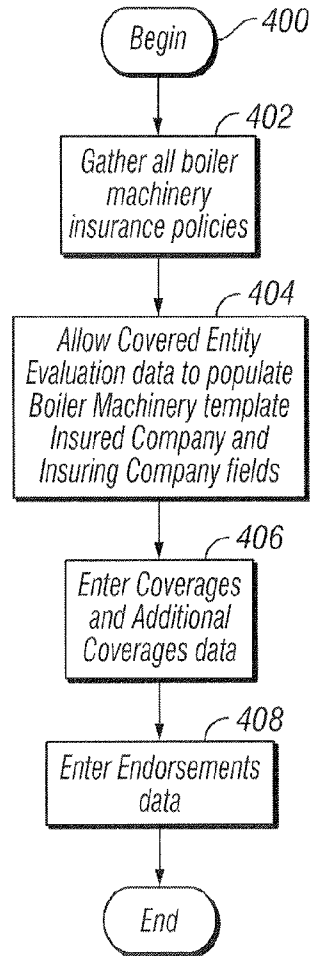 Begin
400
402
Gather all boiler
machinery
insurance policies
404
Allow Covered Entity
Evaluation data to populate
Boiler Machinery template
Insured Company and
Insuring Company fields
406
Enter Coverages
and Additional
Coverages data
408
Enter Endorsements
data
End